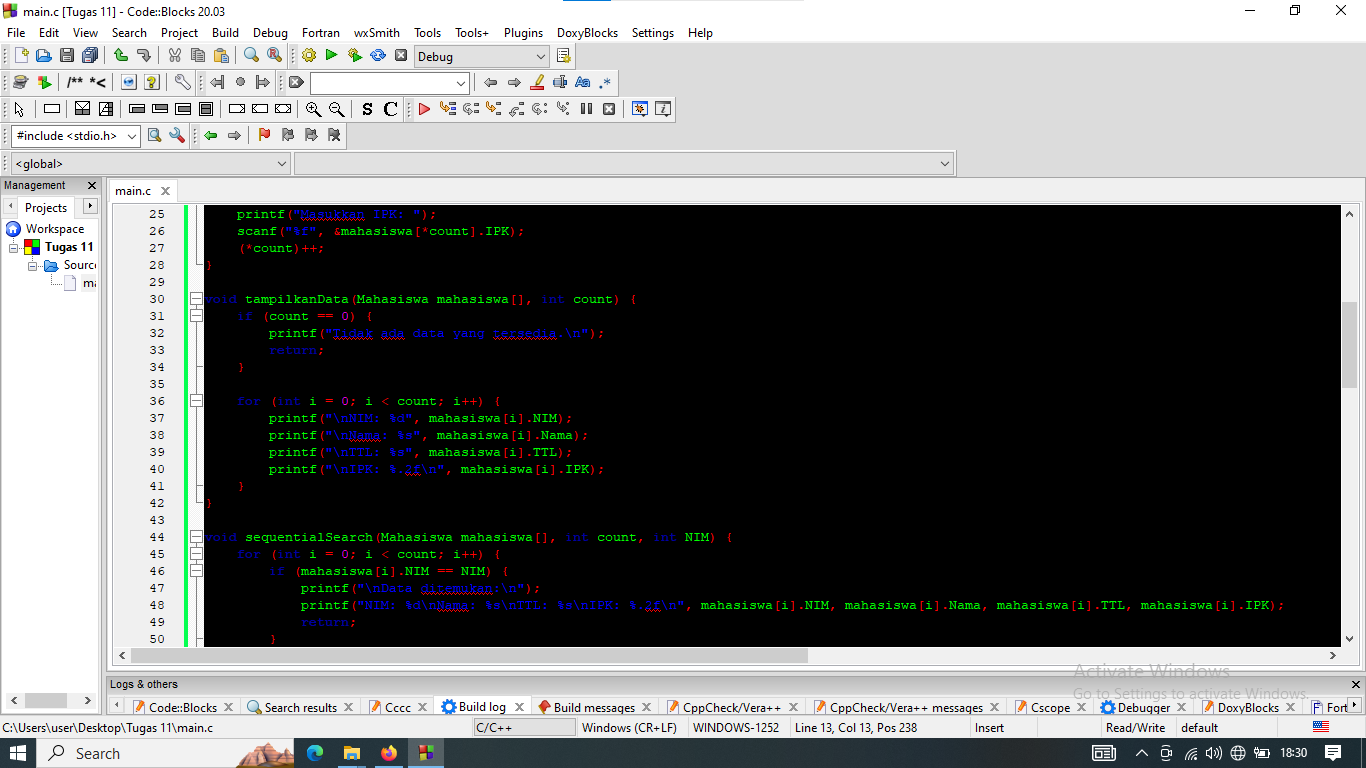 main.c [Tugas 11] - Code::Blocks 20.03
File Edit View Search Project Build Debug Fortran wxSmith Tools Tools+ Plugins DoxyBlocks Settings Help
Debug
/** *<
S C
#include <stdio.h>
<global>
Management
main.c
Projects
Workspace
Tugas 11
Sourc
ma
25 printf("Masukkan IPK: ");
26 scanf("%f", &mahasiswa[*count].IPK);
27 (*count)++;
28 }
29
30 void tampilkanData(Mahasiswa mahasiswa[], int count) {
31 if (count == 0) {
32 printf("Tidak ada data yang tersedia.\n");
33 return;
34 }
35
36 for (int i = 0; i < count; i++) {
37 printf("\nNIM: %d", mahasiswa[i].NIM);
38 printf("\nNama: %s", mahasiswa[i].Nama);
39 printf("\nTTL: %s", mahasiswa[i].TTL);
40 printf("\nIPK: %.2f\n", mahasiswa[i].IPK);
41 }
42 }
43
44 void sequentialSearch(Mahasiswa mahasiswa[], int count, int NIM) {
45 for (int i = 0; i < count; i++) {
46 if (mahasiswa[i].NIM == NIM) {
47 printf("\nData ditemukan:\n");
48 printf("NIM: %d\nNama: %s\nTTL: %s\nIPK: %.2f\n", mahasiswa[i].NIM, mahasiswa[i].Nama, mahasiswa[i].TTL, mahasiswa[i].IPK);
49 return;
50 }
Activate Windows
Go to Settings to activate Windows.
Logs & others
Code::Blocks Search results Cccc Build log Build messages CppCheck/Vera++ CppCheck/Vera++ messages Cscope Debugger DoxyBlocks Fort
C:\Users\user\Desktop\Tugas 11\main.c C/C++ Windows (CR+LF) WINDOWS-1252 Line 13, Col 13, Pos 238 Insert Read/Write default
Search 18:30